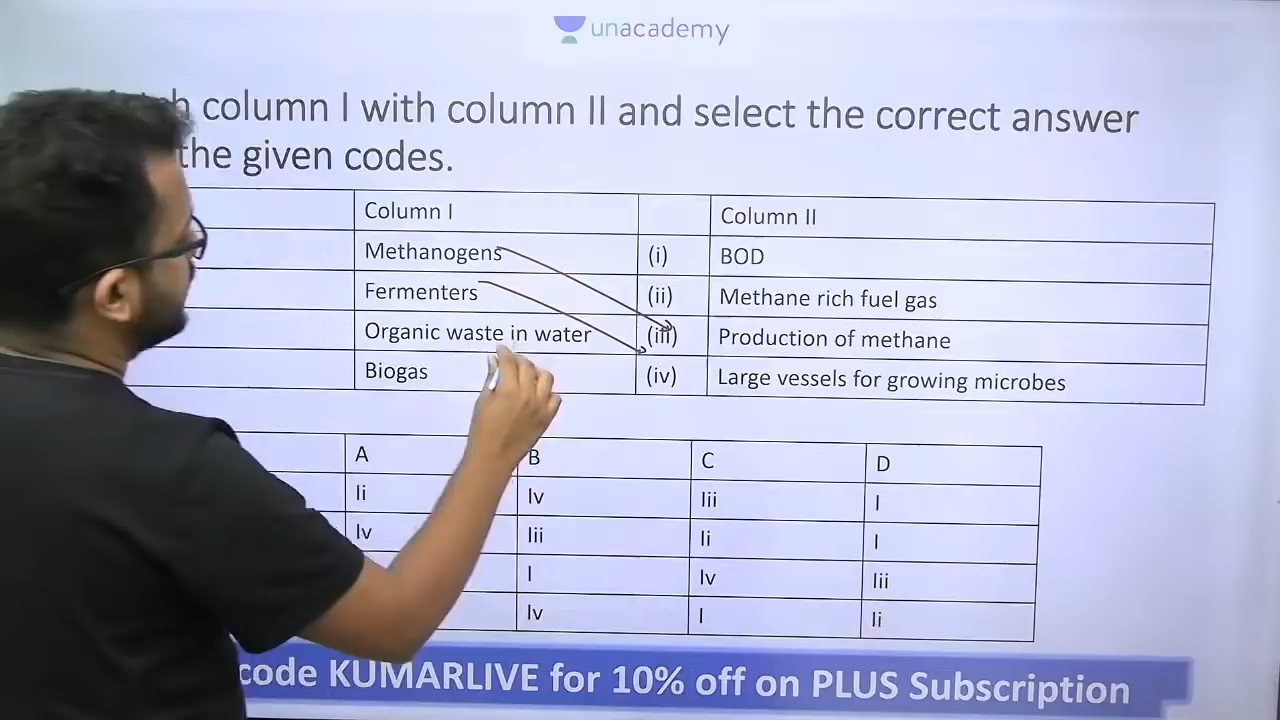 unacademy
column I with column II and select the correct answer
the given codes.
Column I Column II
Methanogens (i) BOD
Fermenters (ii) Methane rich fuel gas
Organic waste in water (iii) Production of methane
Biogas (iv) Large vessels for growing microbes
A B C D
Ii Iv Iii I
Iv Iii Ii I
I Iv Iii
Iv I Ii
code KUMARLIVE for 10% off on PLUS Subscription